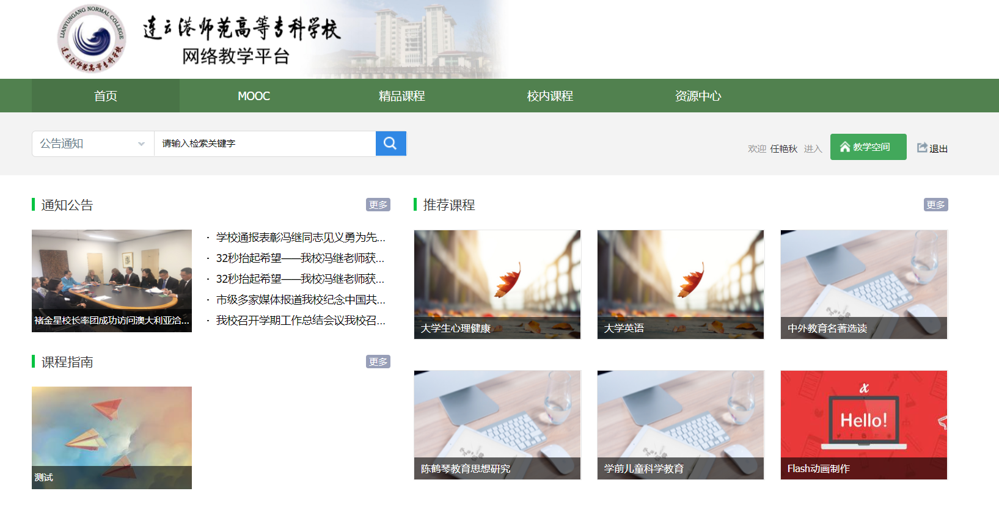 LIANYUNGANG NORMAL COLLEGE
连云港师范高等专科学校
连云港师范高等专科学校
网络教学平台
首页
MOOC
精品课程
校内课程
资源中心
公告通知
请输入检索关键字
欢迎 任艳秋 进入
教学空间
退出
通知公告
更多
褚金星校长率团成功访问澳大利亚洽...
· 学校通报表彰冯继同志见义勇为先...
· 32秒抬起希望——我校冯继老师获...
· 32秒抬起希望——我校冯继老师获...
· 市级多家媒体报道我校纪念中国共...
· 我校召开学期工作总结会议我校召...
课程指南
更多
测试
推荐课程
更多
大学生心理健康
大学英语
中外教育名著选读
陈鹤琴教育思想研究
学前儿童科学教育
Hello!
Flash动画制作